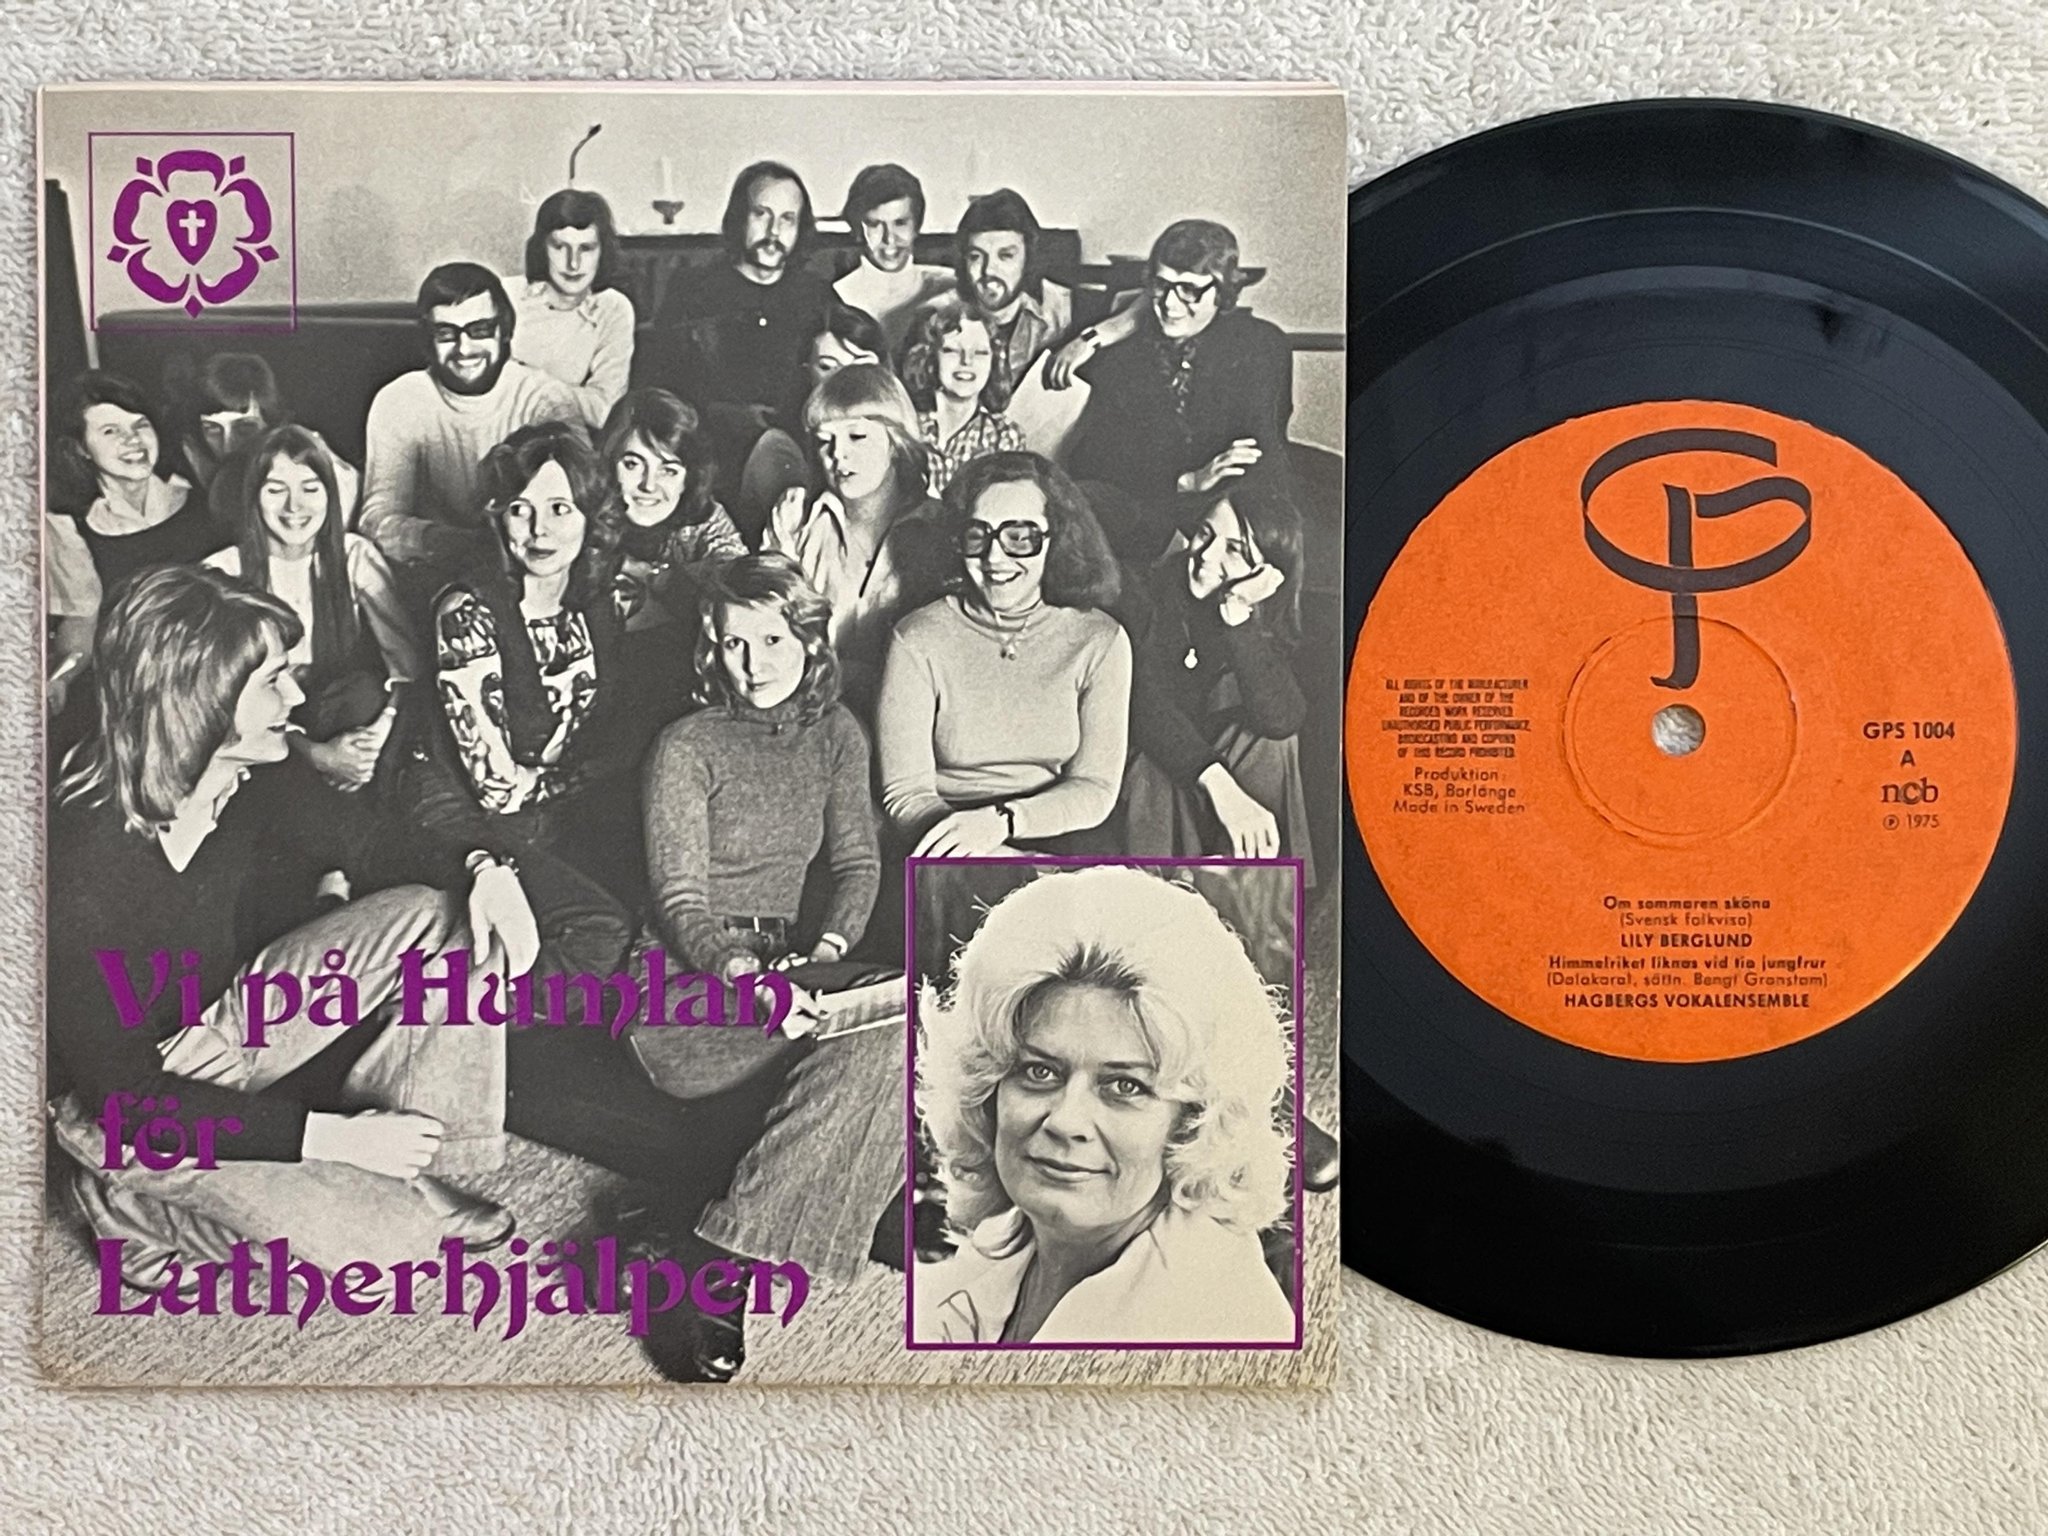 Vi på Humlan
för
Lutherhjälpen
ALL RIGHTS OF THE MANUFACTURER
AND OF THE OWNER OF THE
RECORDED WORK RESERVED
UNAUTHORISED PUBLIC PERFORMANCE,
BROADCASTING AND COPYING
OF THIS RECORD PROHIBITED.
Produktion:
KSB, Borlänge
Made in Sweden
GPS 1004
A
ncb
℗ 1975
Om sommaren sköna
(Svensk folkvisa)
LILY BERGLUND
Himmelriket liknas vid tio jungfrur
(Dalakoral, sättn. Bengt Granstam)
HAGBERGS VOKALENSEMBLE